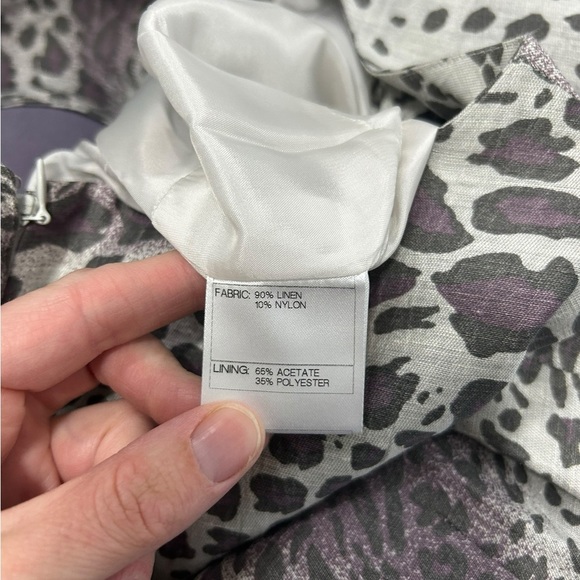 FABRIC: 90% LINEN
10% NYLON
LINING: 65% ACETATE
35% POLYESTER